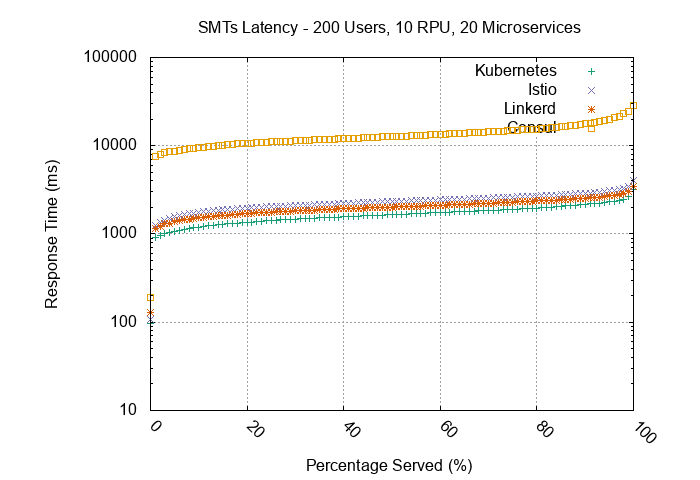 SMTs Latency - 200 Users, 10 RPU, 20 Microservices
100000
10000
1000
100
10
Response Time (ms)
Kubernetes
Istio
Linkerd
Consul
0
20
40
60
80
100
Percentage Served (%)